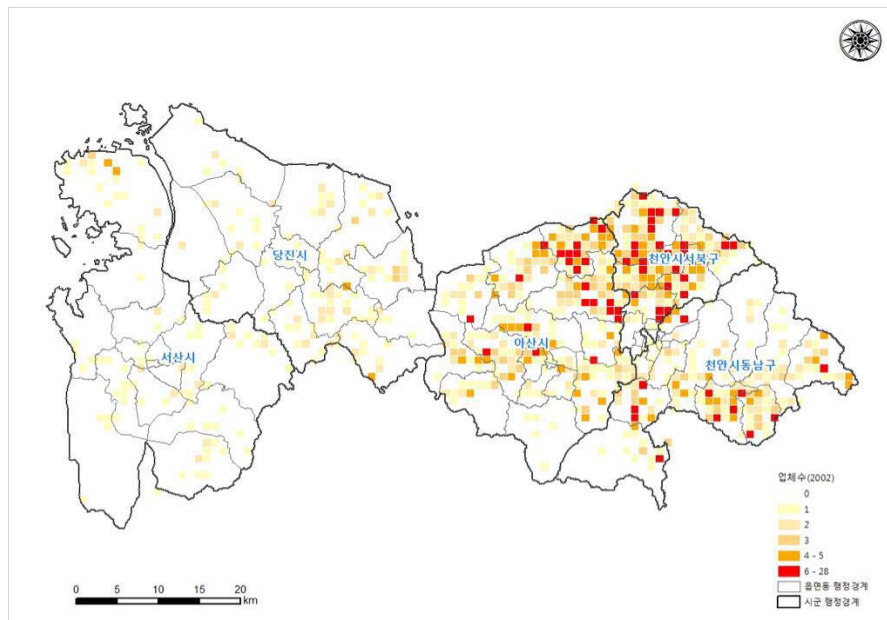 당진시
천안시서북구
아산시
서산시
천안시동남구
업체수(2002)
0
1
2
3
4 - 5
6 - 28
읍면동 행정경계
시군 행정경계
0 5 10 15 20
km